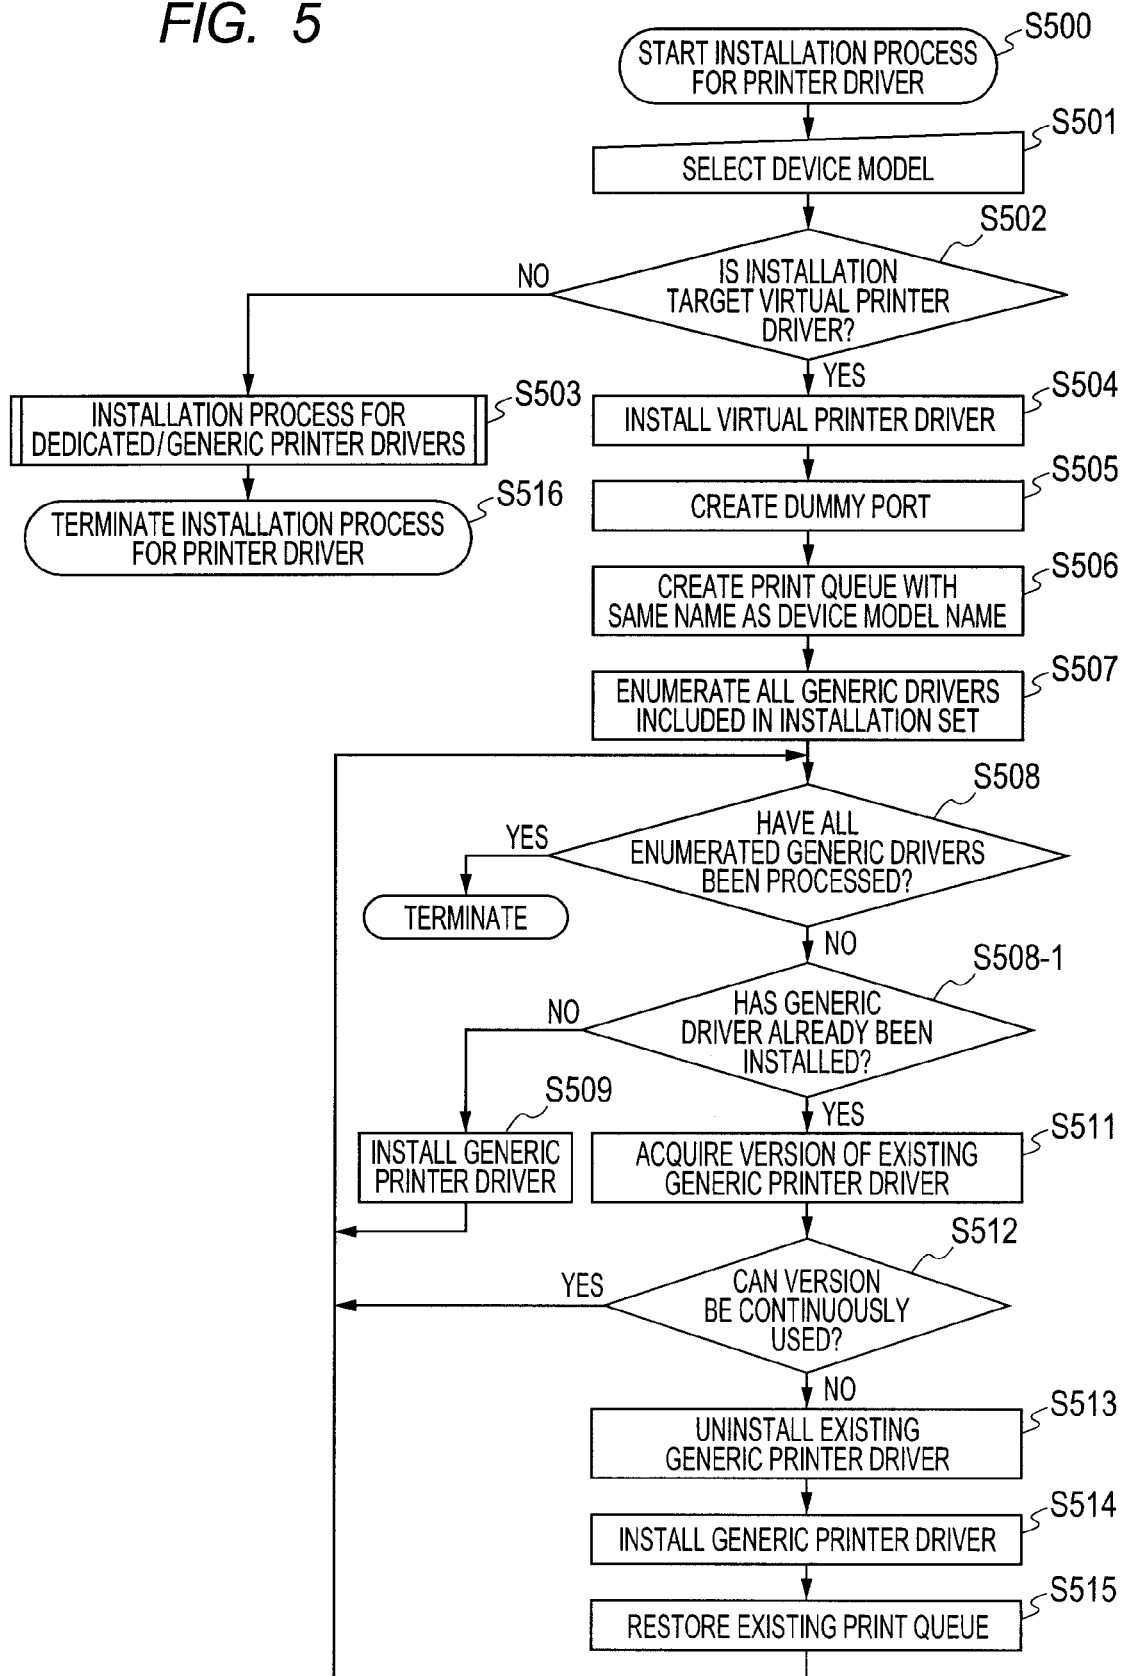 FIG. 5
S500
START INSTALLATION PROCESS
FOR PRINTER DRIVER
S501
SELECT DEVICE MODEL
S502
IS INSTALLATION
TARGET VIRTUAL PRINTER
DRIVER?
NO
YES
S503
INSTALLATION PROCESS FOR
DEDICATED/GENERIC PRINTER DRIVERS
S504
INSTALL VIRTUAL PRINTER DRIVER
S516
TERMINATE INSTALLATION PROCESS
FOR PRINTER DRIVER
S505
CREATE DUMMY PORT
S506
CREATE PRINT QUEUE WITH
SAME NAME AS DEVICE MODEL NAME
S507
ENUMERATE ALL GENERIC DRIVERS
INCLUDED IN INSTALLATION SET
S508
HAVE ALL
ENUMERATED GENERIC DRIVERS
BEEN PROCESSED?
YES
TERMINATE
NO
S508-1
HAS GENERIC
DRIVER ALREADY BEEN
INSTALLED?
NO
YES
S509
INSTALL GENERIC
PRINTER DRIVER
S511
ACQUIRE VERSION OF EXISTING
GENERIC PRINTER DRIVER
S512
CAN VERSION
BE CONTINUOUSLY
USED?
YES
NO
S513
UNINSTALL EXISTING
GENERIC PRINTER DRIVER
S514
INSTALL GENERIC PRINTER DRIVER
S515
RESTORE EXISTING PRINT QUEUE